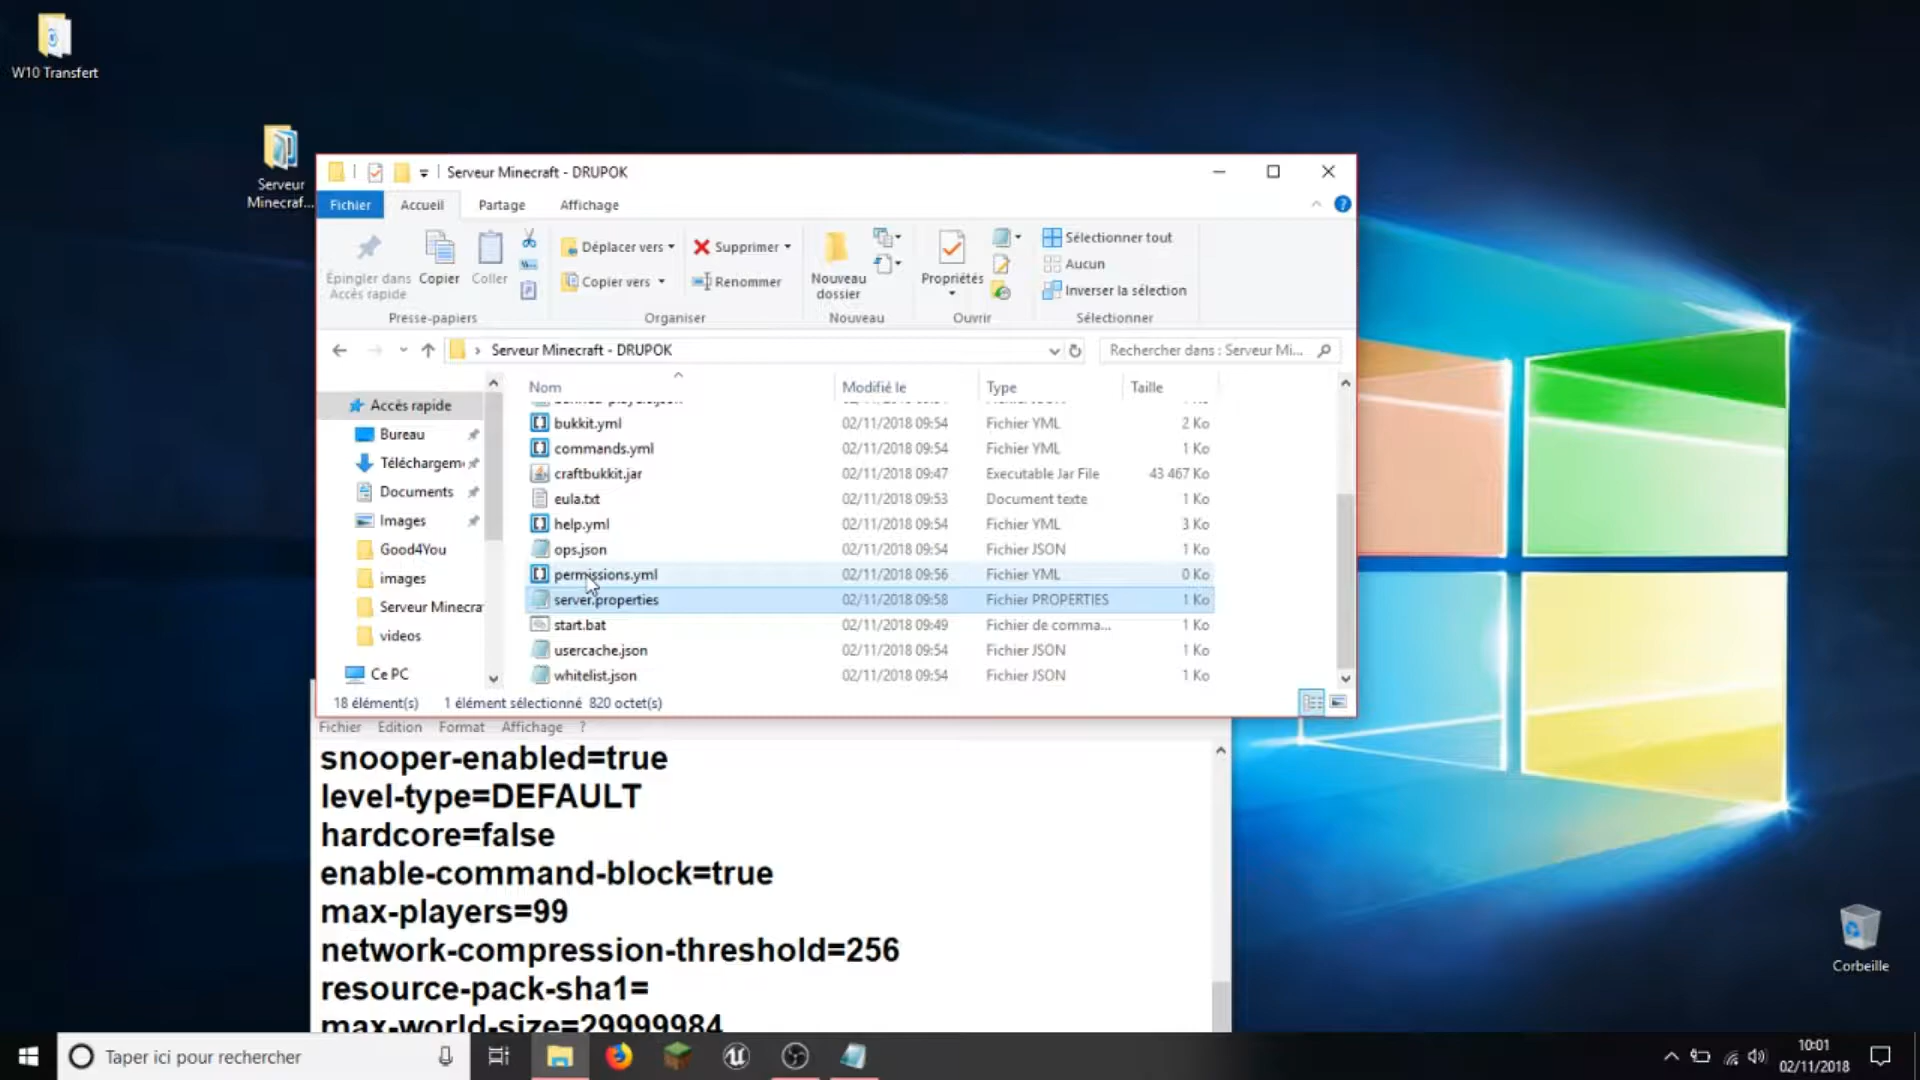 W10 Transfert
Serveur
Minecraf...
Serveur Minecraft - DRUPOK
Fichier
Accueil
Partage
Affichage
Épingler dans
Accès rapide
Copier
Coller
Presse-papiers
Déplacer vers
Copier vers
Supprimer
Renommer
Organiser
Nouveau
dossier
Nouveau
Propriétés
Ouvrir
Sélectionner tout
Aucun
Inverser la sélection
Sélectionner
Serveur Minecraft - DRUPOK
Rechercher dans : Serveur Mi...
Accès rapide
Bureau
Téléchargem
Documents
Images
Good4You
images
Serveur Minecra
videos
Ce PC
Nom Modifié le Type Taille
bukkit.yml 02/11/2018 09:54 Fichier YML 2 Ko
commands.yml 02/11/2018 09:54 Fichier YML 1 Ko
craftbukkit.jar 02/11/2018 09:47 Executable Jar File 43 467 Ko
eula.txt 02/11/2018 09:53 Document texte 1 Ko
help.yml 02/11/2018 09:54 Fichier YML 3 Ko
ops.json 02/11/2018 09:54 Fichier JSON 1 Ko
permissions.yml 02/11/2018 09:56 Fichier YML 0 Ko
server.properties 02/11/2018 09:58 Fichier PROPERTIES 1 Ko
start.bat 02/11/2018 09:49 Fichier de comma... 1 Ko
usercache.json 02/11/2018 09:54 Fichier JSON 1 Ko
whitelist.json 02/11/2018 09:54 Fichier JSON 1 Ko
18 élément(s) 1 élément sélectionné 820 octet(s)
Fichier Edition Format Affichage ?
snooper-enabled=true
level-type=DEFAULT
hardcore=false
enable-command-block=true
max-players=99
network-compression-threshold=256
resource-pack-sha1=
max-world-size=29999984
Corbeille
Taper ici pour rechercher
10:01
02/11/2018